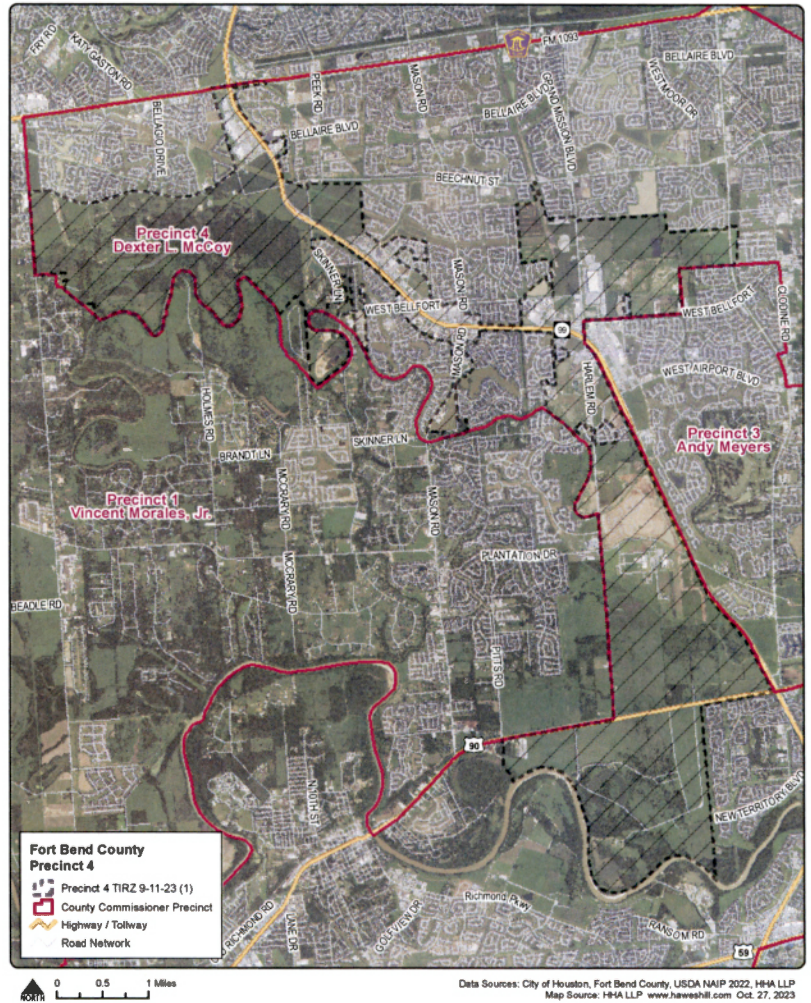 FRY RD
KATY GASTON RD
FM 1093
BELLAIRE BLVD
PEEK RD
MASON RD
WESTMOOR DR
GRAND MISSION BLVD
BELLAIRE BLVD
BELLAGIO DRIVE
BELLAIRE BLVD
BEECHNUT ST
Precinct 4
Dexter L. McCoy
SKINNER LN
MASON RD
CLODINE RD
WEST BELLFORT
WEST BELLFORT
99
MASON RD
WEST AIRPORT BLVD
HARLEM RD
HOLMES RD
SKINNER LN
Precinct 3
Andy Meyers
BRANDT LN
MCCRARY RD
MASON RD
Precinct 1
Vincent Morales, Jr.
PLANTATION DR
MCCRARY RD
BEADLE RD
PITTS RD
90
N 10TH ST
NEW TERRITORY BLVD
Fort Bend County
Precinct 4
Precinct 4 TIRZ 9-11-23 (1)
County Commissioner Precinct
Highway / Tollway
Road Network
RICHMOND RD
LANE DR
GOLFVIEW DR
Richmond Pkwy
RANSOM RD
59
NORTH
0 0.5 1 Miles
Data Sources: City of Houston, Fort Bend County, USDA NAIP 2022, HHA LLP
Map Source: HHA LLP www.haweshill.com Oct. 27, 2023